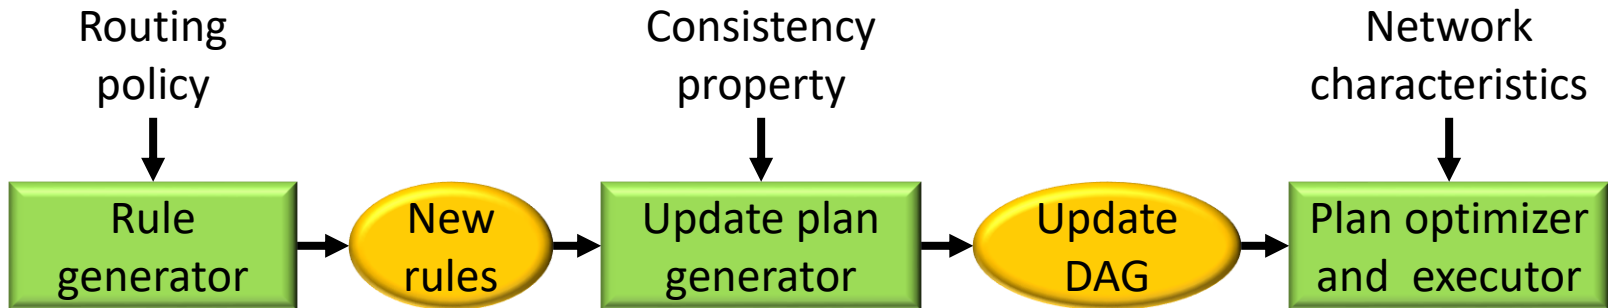 Routing
policy
Consistency
property
Network
characteristics
Rule
generator
New
rules
Update plan
generator
Update
DAG
Plan optimizer
and executor